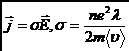 j⃗ = σE⃗, σ = ne²λ / 2m⟨υ⟩